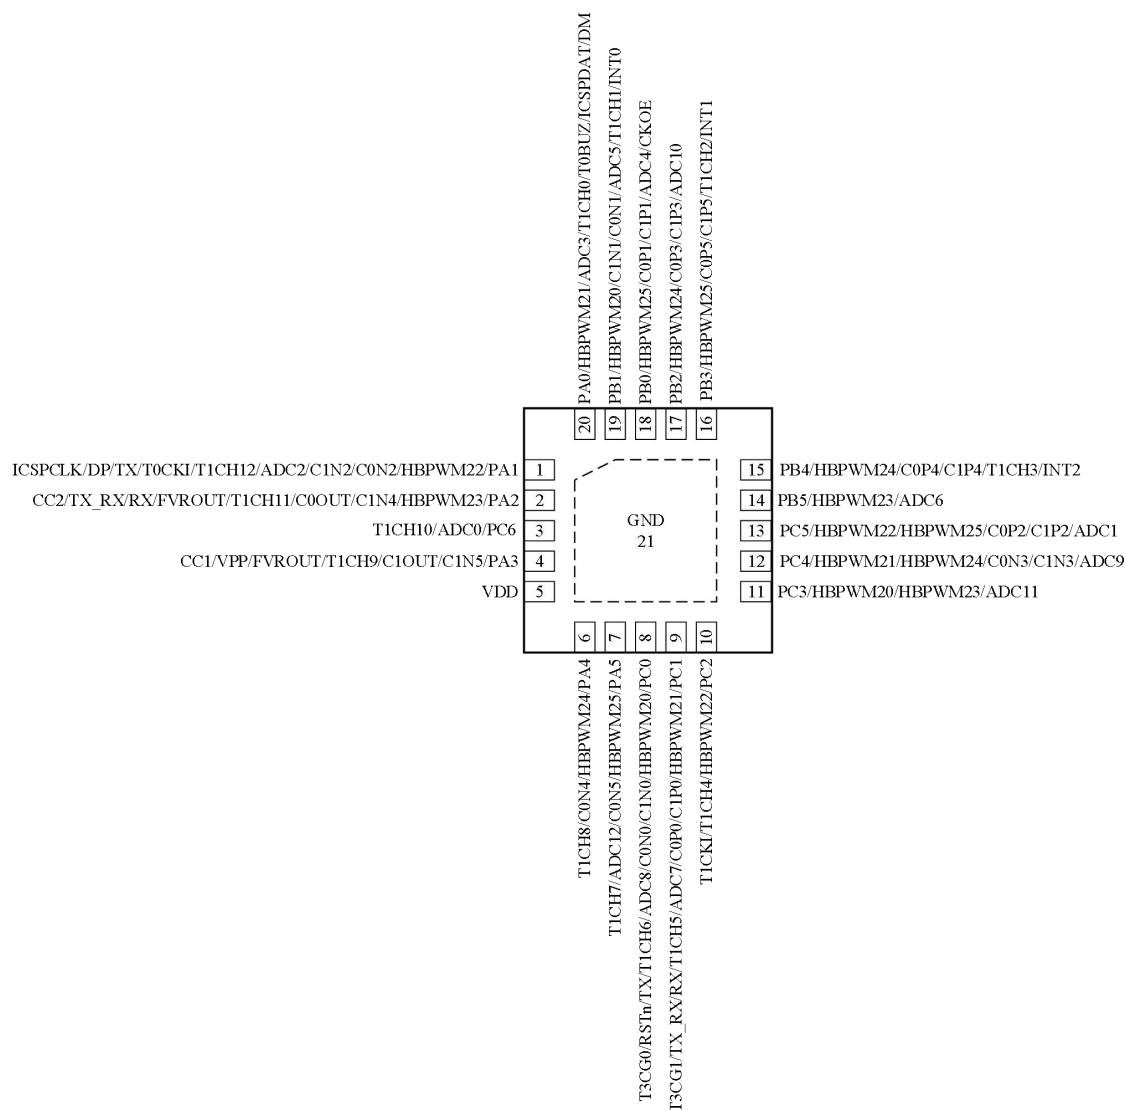 PA0/HBPWM21/ADC3/T1CH0/T0BUZ/ICSPDAT/DM
PB1/HBPWM20/C1N1/C0N1/ADC5/T1CH1/INT0
PB0/HBPWM25/C0P1/C1P1/ADC4/CKOE
PB2/HBPWM24/C0P3/C1P3/ADC10
PB3/HBPWM25/C0P5/C1P5/T1CH2/INT1
20 19 18 17 16
ICSPCLK/DP/TX/T0CKI/T1CH12/ADC2/C1N2/C0N2/HBPWM22/PA1 1
15 PB4/HBPWM24/C0P4/C1P4/T1CH3/INT2
CC2/TX_RX/RX/FVROUT/T1CH11/C0OUT/C1N4/HBPWM23/PA2 2
14 PB5/HBPWM23/ADC6
GND
21
T1CH10/ADC0/PC6 3
13 PC5/HBPWM22/HBPWM25/C0P2/C1P2/ADC1
CC1/VPP/FVROUT/T1CH9/C1OUT/C1N5/PA3 4
12 PC4/HBPWM21/HBPWM24/C0N3/C1N3/ADC9
VDD 5
11 PC3/HBPWM20/HBPWM23/ADC11
6 7 8 9 10
T1CH8/C0N4/HBPWM24/PA4
T1CH7/ADC12/C0N5/HBPWM25/PA5
T3CG0/RSTn/TX/T1CH6/ADC8/C0N0/C1N0/HBPWM20/PC0
T3CG1/TX_RX/RX/T1CH5/ADC7/C0P0/C1P0/HBPWM21/PC1
T1CKI/T1CH4/HBPWM22/PC2